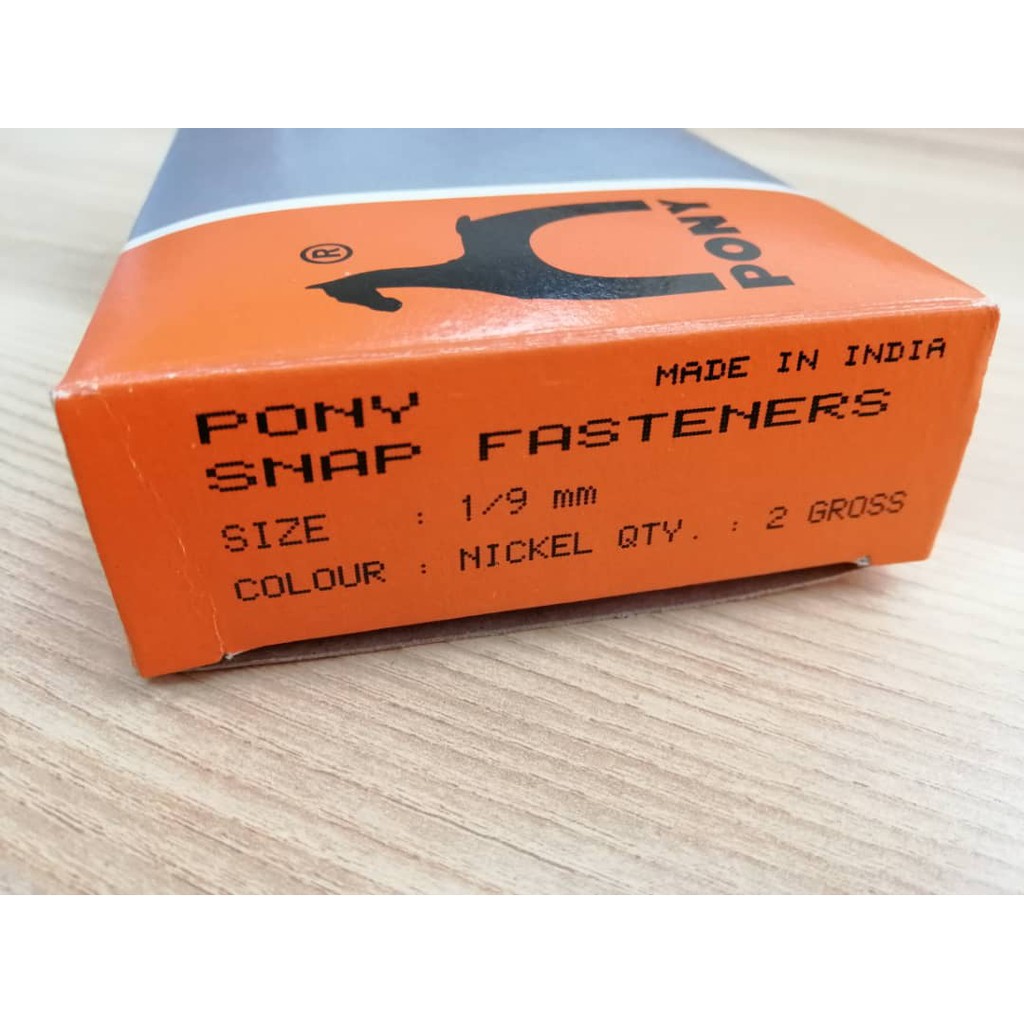 ®
PONY
MADE IN INDIA
PONY
SNAP FASTENERS
SIZE : 1/9 mm
COLOUR : NICKEL QTY. : 2 GROSS